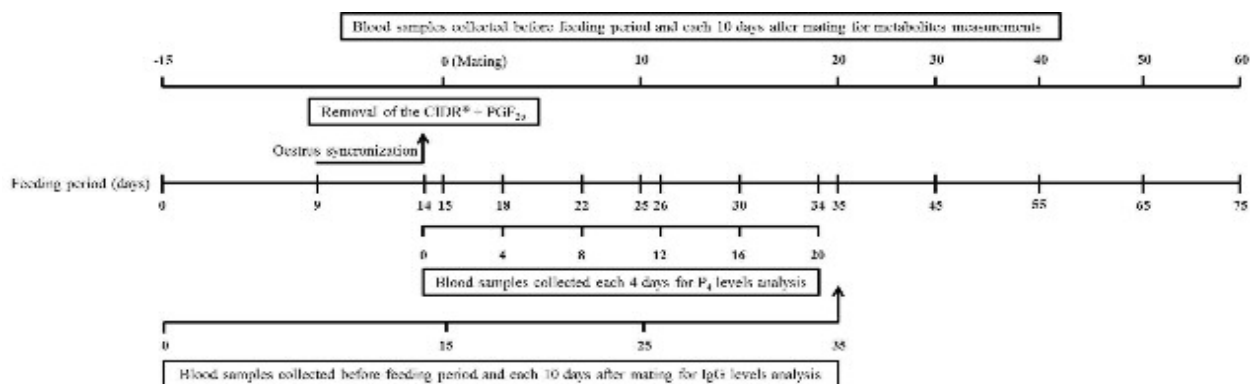 Blood samples collected before feeding period and each 10 days after mating for metabolites measurements
-15 0 (Mating) 10 20 30 40 50 60
Removal of the CIDR® + PGF2α
Oestrus syncronization
Feeding period (days)
0 9 14 15 18 22 25 26 30 34 35 45 55 65 75
0 4 8 12 16 20
Blood samples collected each 4 days for P4 levels analysis
0 15 25 35
Blood samples collected before feeding period and each 10 days after mating for IgG levels analysis